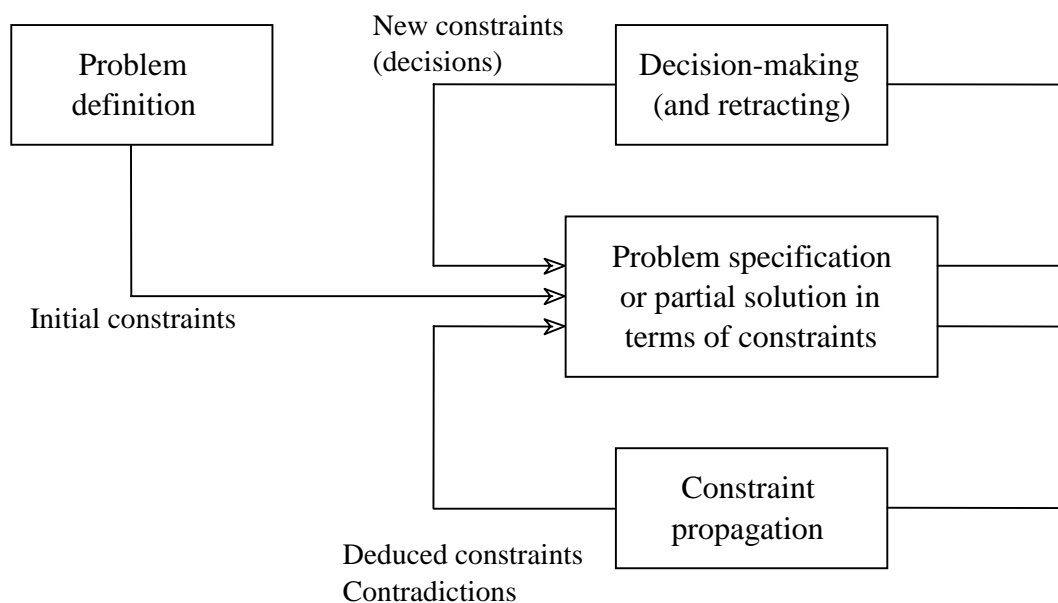 Problem
definition
New constraints
(decisions)
Decision-making
(and retracting)
Initial constraints
Problem specification
or partial solution in
terms of constraints
Deduced constraints
Contradictions
Constraint
propagation